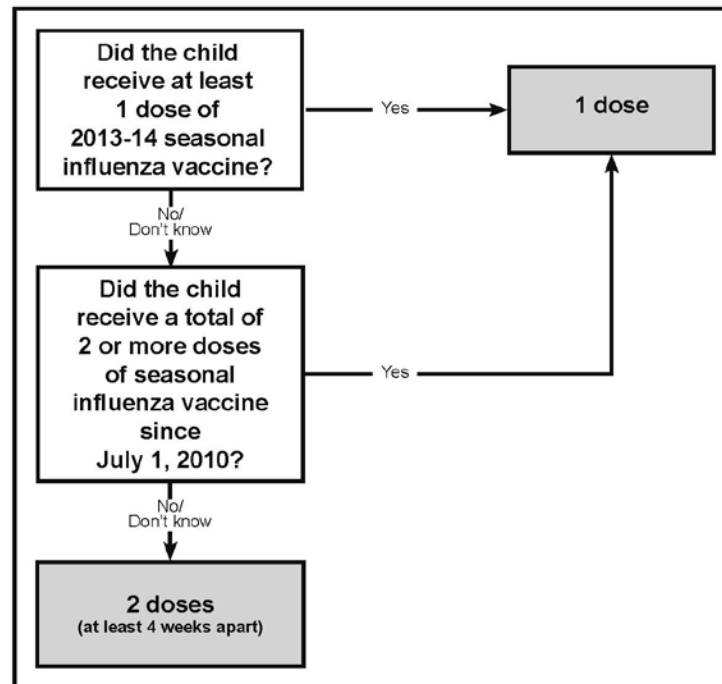 Did the child
receive at least
1 dose of
2013-14 seasonal
influenza vaccine?
Yes
1 dose
No/
Don't know
Did the child
receive a total of
2 or more doses
of seasonal
influenza vaccine
since
July 1, 2010?
Yes
No/
Don't know
2 doses
(at least 4 weeks apart)